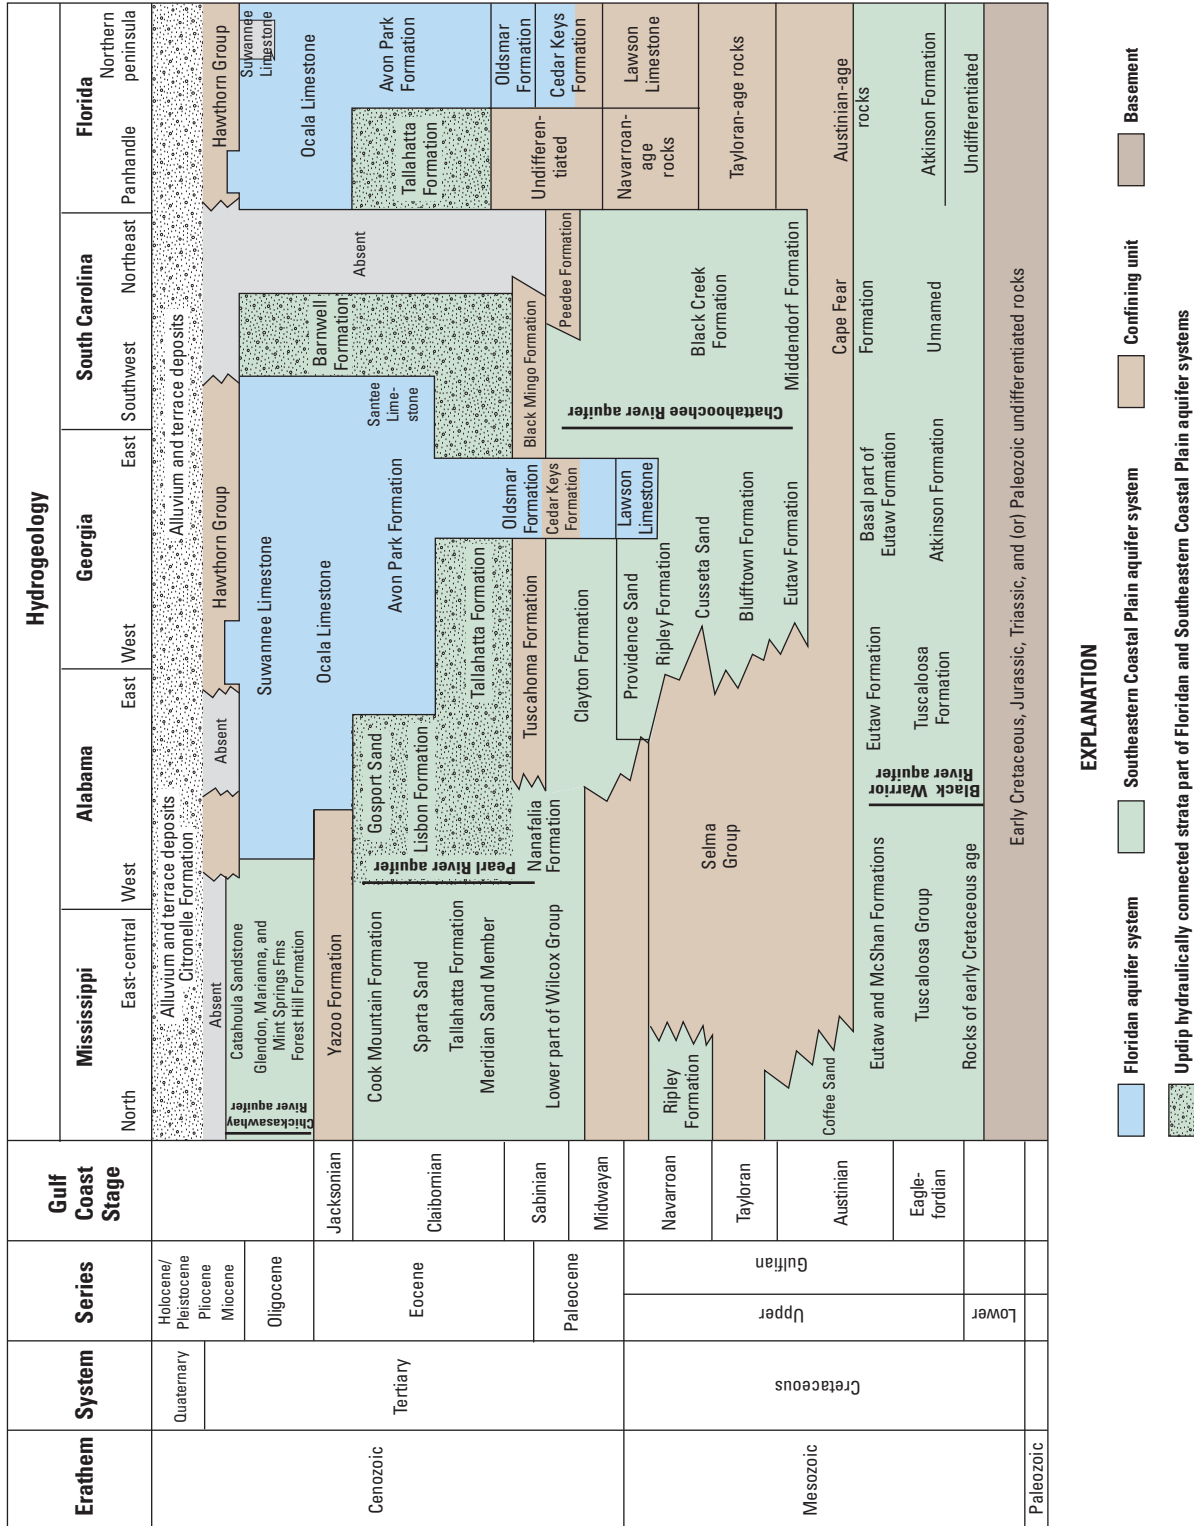 Hydrogeology
Erathem
System
Series
Gulf
Coast
Stage
Mississippi
Alabama
Georgia
South Carolina
Florida
North
East-central
West
East
West
East
Southwest
Northeast
Panhandle
Northern
peninsula
Cenozoic
Mesozoic
Paleozoic
Quaternary
Tertiary
Cretaceous
Holocene/
Pleistocene
Pliocene
Miocene
Oligocene
Eocene
Paleocene
Upper
Gulfian
Lower
Jacksonian
Claibornian
Sabinian
Midwayan
Navarroan
Tayloran
Austinian
Eagle-
fordian
Alluvium and terrace deposits
Citronelle Formation
Alluvium and terrace deposits
Absent
Catahoula Sandstone
Glendon, Marianna, and
Mint Springs Fms
Forest Hill Formation
Chickasawhay
River aquifer
Yazoo Formation
Cook Mountain Formation
Sparta Sand
Tallahatta Formation
Meridian Sand Member
Lower part of Wilcox Group
Ripley
Formation
Coffee Sand
Eutaw and McShan Formations
Tuscaloosa Group
Rocks of early Cretaceous age
Absent
Gosport Sand
Lisbon Formation
Pearl River aquifer
Nanafalia
Formation
Selma
Group
Black Warrior
River aquifer
Eutaw Formation
Tuscaloosa
Formation
Hawthorn Group
Suwannee Limestone
Ocala Limestone
Avon Park Formation
Tallahatta Formation
Tuscahoma Formation
Clayton Formation
Providence Sand
Ripley Formation
Cusseta Sand
Blufftown Formation
Eutaw Formation
Basal part of
Eutaw Formation
Atkinson Formation
Oldsmar
Formation
Cedar Keys
Formation
Lawson
Limestone
Santee
Lime-
stone
Barnwell
Formation
Black Mingo Formation
Chattahoochee River aquifer
Absent
Peedee Formation
Black Creek
Formation
Middendorf Formation
Cape Fear
Formation
Unnamed
Hawthorn Group
Suwannee
Limestone
Ocala Limestone
Avon Park
Formation
Tallahatta
Formation
Oldsmar
Formation
Cedar Keys
Formation
Undifferen-
tiated
Lawson
Limestone
Navarroan-
age
rocks
Tayloran-age rocks
Austinian-age
rocks
Atkinson Formation
Undifferentiated
Early Cretaceous, Jurassic, Triassic, and (or) Paleozoic undifferentiated rocks
EXPLANATION
Floridan aquifer system
Southeastern Coastal Plain aquifer system
Confining unit
Basement
Updip hydraulically connected strata part of Floridan and Southeastern Coastal Plain aquifer systems